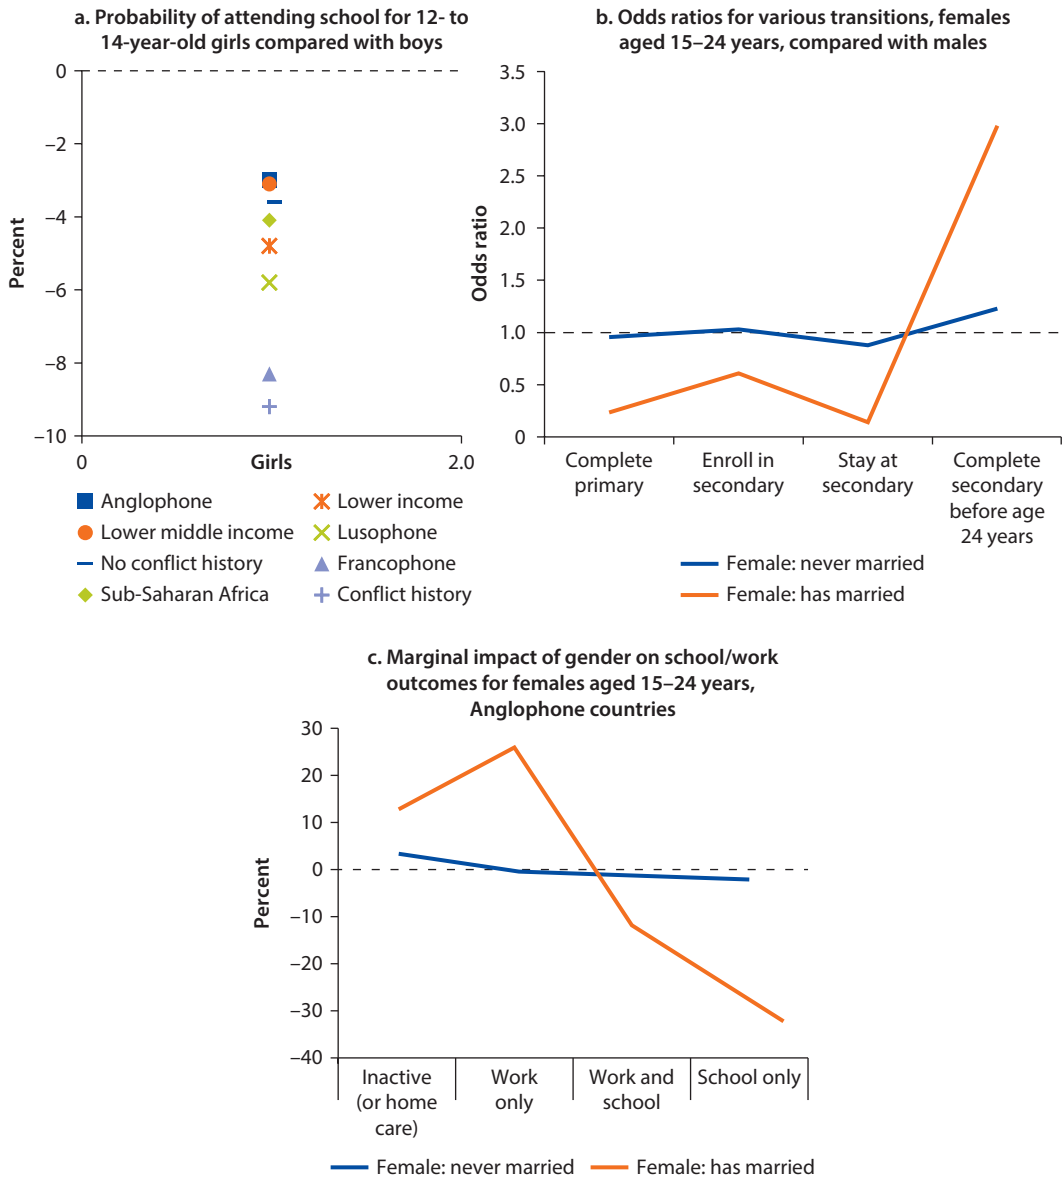 a. Probability of attending school for 12- to
14-year-old girls compared with boys
0
–2
–4
–6
–8
–10
Percent
0
Girls
2.0
Anglophone
Lower middle income
No conflict history
Sub-Saharan Africa
Lower income
Lusophone
Francophone
Conflict history
b. Odds ratios for various transitions, females
aged 15–24 years, compared with males
3.5
3.0
2.5
2.0
1.5
1.0
0.5
0
Odds ratio
Complete
primary
Enroll in
secondary
Stay at
secondary
Complete
secondary
before age
24 years
Female: never married
Female: has married
c. Marginal impact of gender on school/work
outcomes for females aged 15–24 years,
Anglophone countries
30
20
10
0
–10
–20
–30
–40
Percent
Inactive
(or home
care)
Work
only
Work and
school
School only
Female: never married
Female: has married